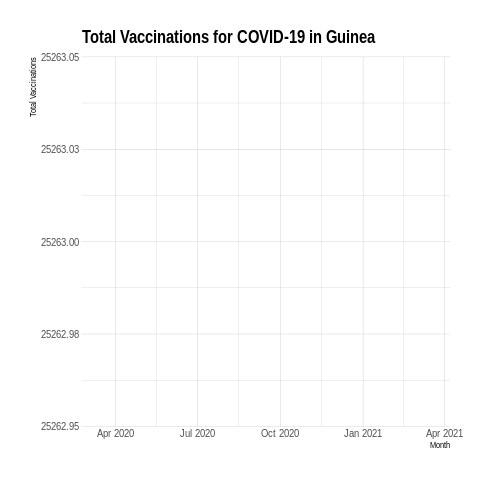 Total Vaccinations for COVID-19 in Guinea
Total Vaccinations
25263.05
25263.03
25263.00
25262.98
25262.95
Apr 2020 Jul 2020 Oct 2020 Jan 2021 Apr 2021
Month